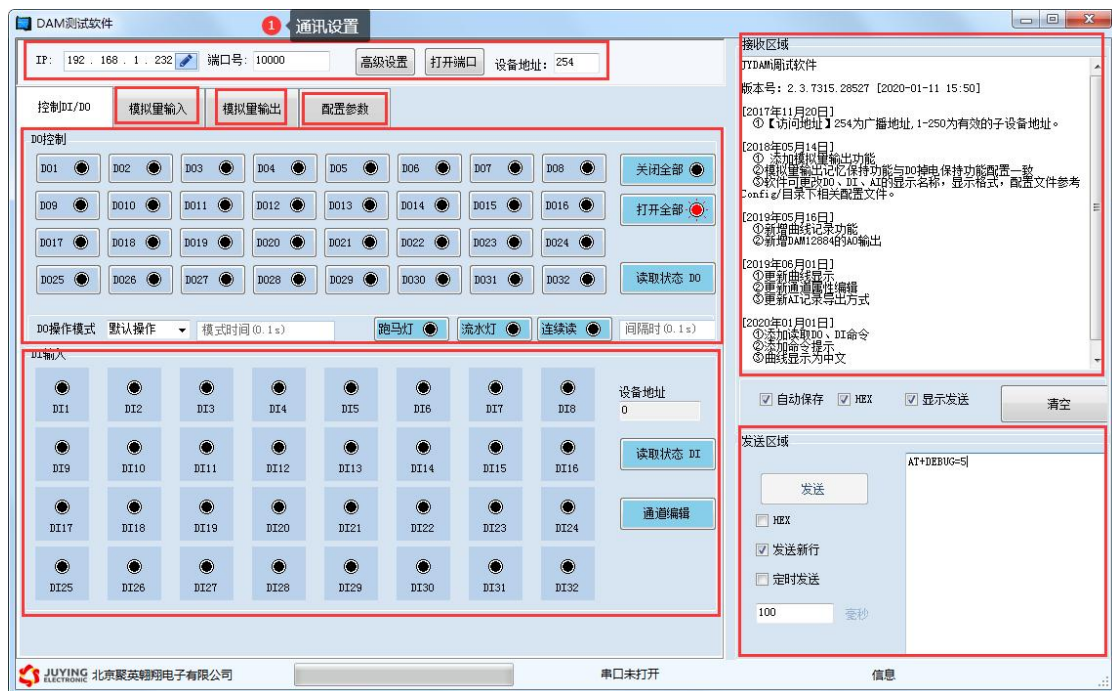 DAM测试软件
1 通讯设置
IP: 192 . 168 . 1 . 232 端口号: 10000 高级设置 打开端口 设备地址: 254
控制DI/DO 模拟量输入 模拟量输出 配置参数
DO控制
DO1 DO2 DO3 DO4 DO5 DO6 DO7 DO8 关闭全部
DO9 DO10 DO11 DO12 DO13 DO14 DO15 DO16 打开全部
DO17 DO18 DO19 DO20 DO21 DO22 DO23 DO24
DO25 DO26 DO27 DO28 DO29 DO30 DO31 DO32 读取状态 DO
DO操作模式 默认操作 模式时间(0.1s) 跑马灯 流水灯 连续读 间隔时(0.1s)
DI输入
DI1 DI2 DI3 DI4 DI5 DI6 DI7 DI8
设备地址
0
DI9 DI10 DI11 DI12 DI13 DI14 DI15 DI16 读取状态 DI
DI17 DI18 DI19 DI20 DI21 DI22 DI23 DI24 通道编辑
DI25 DI26 DI27 DI28 DI29 DI30 DI31 DI32
接收区域
JYDAM调试软件
版本号: 2.3.7315.28527 [2020-01-11 15:50]
[2017年11月20日]
①【访问地址】254为广播地址,1-250为有效的子设备地址。
[2018年05月14日]
① 添加模拟量输出功能
②模拟量输出记忆保持功能与DO掉电保持功能配置一致
③软件可更改DO、DI、AI的显示名称，显示格式，配置文件参考
Config/目录下相关配置文件。
[2019年05月16日]
①新增曲线记录功能
②新增DAM12884的AO输出
[2019年06月01日]
①更新曲线显示
②更新通道属性编辑
③更新AI记录导出方式
[2020年01月01日]
①添加读取DO、DI命令
②添加命令提示
③曲线显示为中文
自动保存 HEX 显示发送 清空
发送区域
AT+DEBUG=5
发送
HEX
发送新行
定时发送
100 毫秒
JUYING ELECTRONIC 北京聚英翱翔电子有限公司 串口未打开 信息